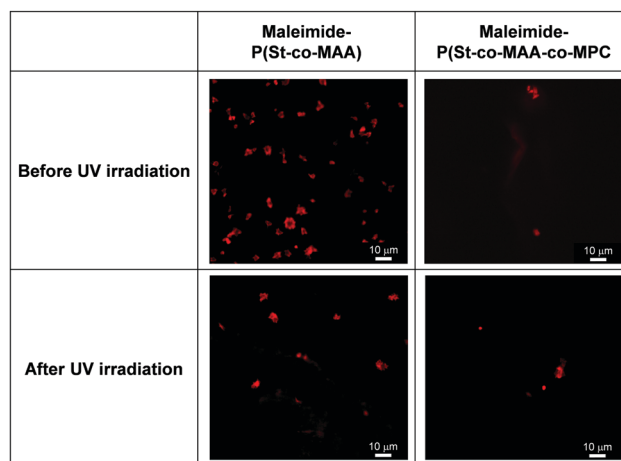 Maleimide-
P(St-co-MAA)
Maleimide-
P(St-co-MAA-co-MPC
Before UV irradiation
10 μm
10 μm
After UV irradiation
10 μm
10 μm